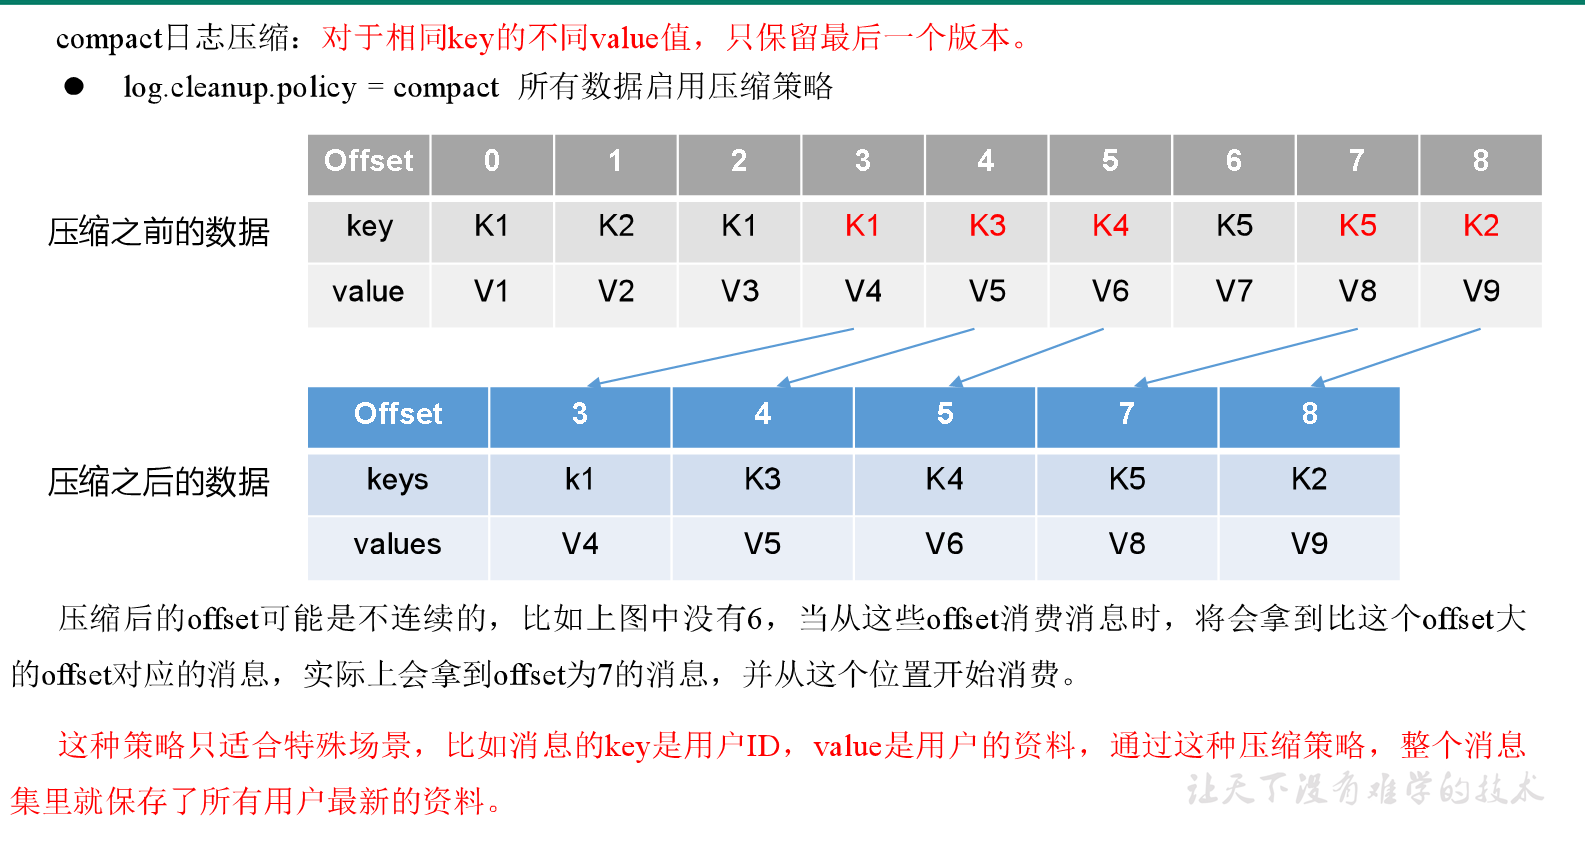 compact日志压缩：对于相同key的不同value值，只保留最后一个版本。
● log.cleanup.policy = compact 所有数据启用压缩策略
Offset 0 1 2 3 4 5 6 7 8
压缩之前的数据 key K1 K2 K1 K1 K3 K4 K5 K5 K2
value V1 V2 V3 V4 V5 V6 V7 V8 V9
Offset 3 4 5 7 8
压缩之后的数据 keys k1 K3 K4 K5 K2
values V4 V5 V6 V8 V9
压缩后的offset可能是不连续的，比如上图中没有6，当从这些offset消费消息时，将会拿到比这个offset大
的offset对应的消息，实际上会拿到offset为7的消息，并从这个位置开始消费。
这种策略只适合特殊场景，比如消息的key是用户ID，value是用户的资料，通过这种压缩策略，整个消息
集里就保存了所有用户最新的资料。
让天下没有难学的技术